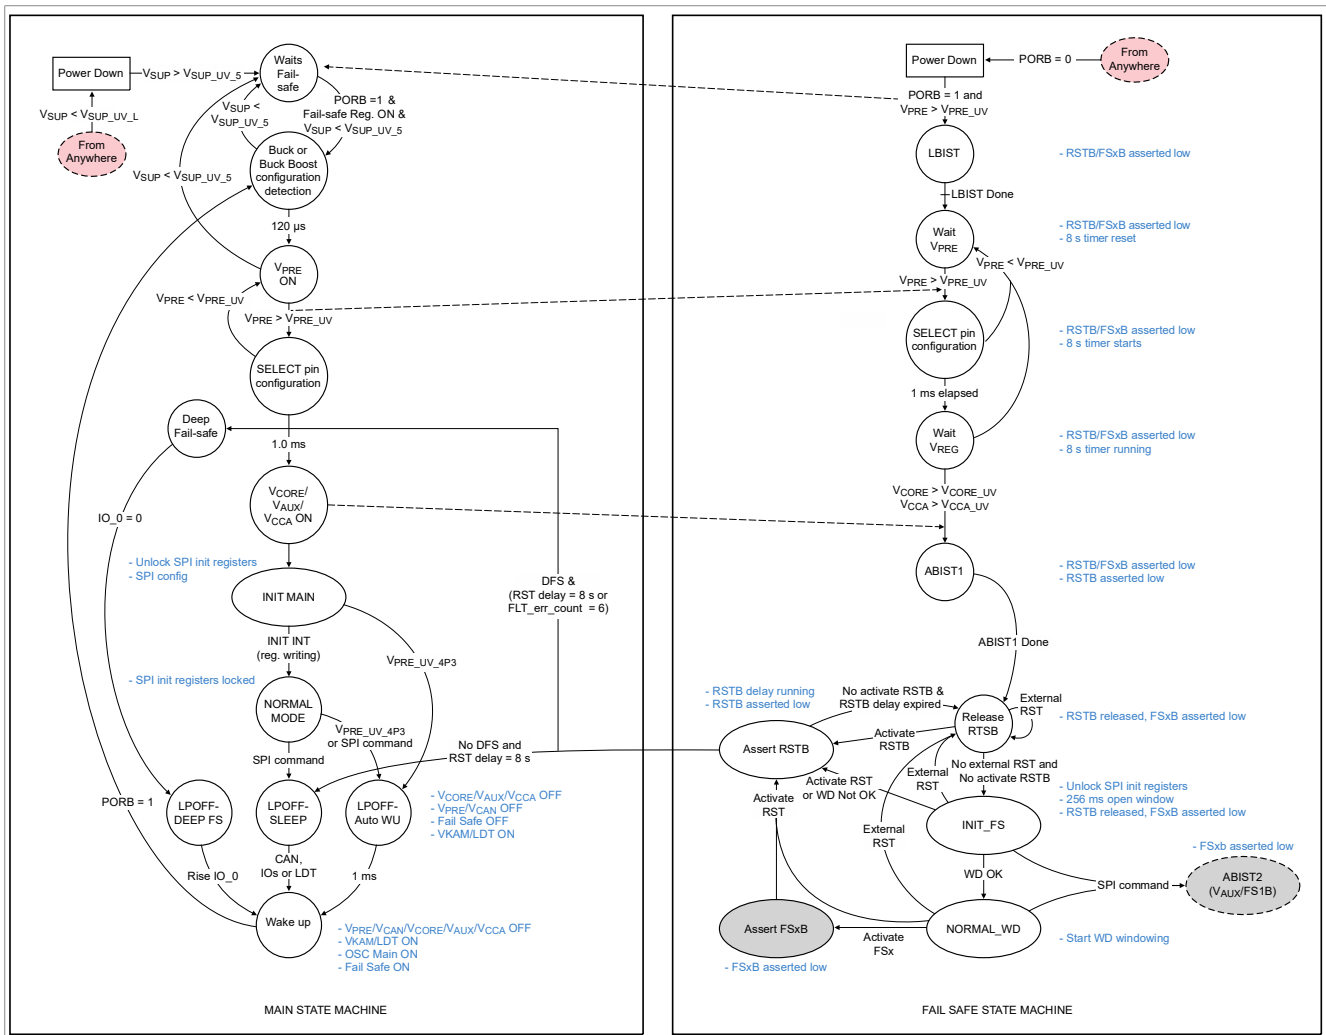 Power Down
VSUP > VSUP_UV_5
Waits
Fail-
safe
VSUP < VSUP_UV_L
From
Anywhere
VSUP <
VSUP_UV_5
PORB =1 &
Fail-safe Reg. ON &
VSUP < VSUP_UV_5
Buck or
Buck Boost
configuration
detection
VSUP < VSUP_UV_5
120 µs
VPRE
ON
VPRE < VPRE_UV
VPRE > VPRE_UV
SELECT pin
configuration
Deep
Fail-safe
1.0 ms
VCORE/
VAUX/
VCCA ON
IO_0 = 0
- Unlock SPI init registers
- SPI config
INIT MAIN
DFS &
(RST delay = 8 s or
FLT_err_count = 6)
INIT INT
(reg. writing)
VPRE_UV_4P3
- SPI init registers locked
NORMAL
MODE
VPRE_UV_4P3
or SPI command
SPI command
No DFS and
RST delay = 8 s
PORB = 1
LPOFF-
DEEP FS
LPOFF-
SLEEP
LPOFF-
Auto WU
- VCORE/VAUX/VCCA OFF
- VPRE/VCAN OFF
- Fail Safe OFF
- VKAM/LDT ON
Rise IO_0
CAN,
IOs or LDT
1 ms
Wake up
- VPRE/VCAN/VCORE/VAUX/VCCA OFF
- VKAM/LDT ON
- OSC Main ON
- Fail Safe ON
MAIN STATE MACHINE
Power Down
PORB = 0
From
Anywhere
PORB = 1 and
VPRE > VPRE_UV
LBIST
- RSTB/FSxB asserted low
LBIST Done
Wait
VPRE
- RSTB/FSxB asserted low
- 8 s timer reset
VPRE < VPRE_UV
VPRE > VPRE_UV
SELECT pin
configuration
- RSTB/FSxB asserted low
- 8 s timer starts
1 ms elapsed
Wait
VREG
- RSTB/FSxB asserted low
- 8 s timer running
VCORE > VCORE_UV
VCCA > VCCA_UV
ABIST1
- RSTB/FSxB asserted low
- RSTB asserted low
ABIST1 Done
- RSTB delay running
- RSTB asserted low
No activate RSTB &
RSTB delay expired
External
RST
Release
RTSB
- RSTB released, FSxB asserted low
Assert RSTB
Activate
RSTB
No external RST and
No activate RSTB
Activate RST
or WD Not OK
External
RST
- Unlock SPI init registers
- 256 ms open window
- RSTB released, FSxB asserted low
Activate
RST
INIT_FS
External
RST
- FSxb asserted low
WD OK
SPI command
ABIST2
(VAUX/FS1B)
Assert FSxB
Activate
FSx
NORMAL_WD
- Start WD windowing
- FSxB asserted low
FAIL SAFE STATE MACHINE